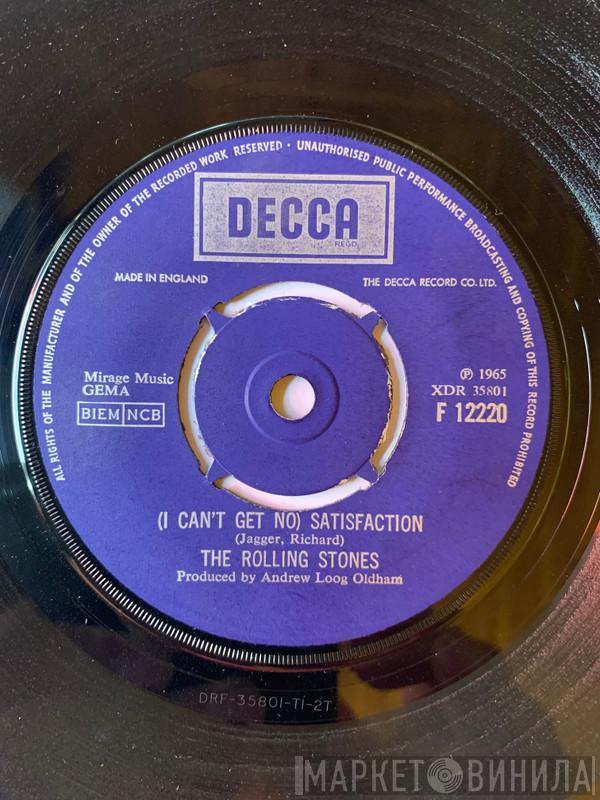 ALL RIGHTS OF THE MANUFACTURER AND OF THE OWNER OF THE RECORDED WORK RESERVED · UNAUTHORISED PUBLIC PERFORMANCE BROADCASTING AND COPYING OF THIS RECORD PROHIBITED
DECCA
REGD.
MADE IN ENGLAND
THE DECCA RECORD CO. LTD.
Mirage Music
GEMA
BIEM NCB
℗ 1965
XDR 35801
F 12220
(I CAN'T GET NO) SATISFACTION
(Jagger, Richard)
THE ROLLING STONES
Produced by Andrew Loog Oldham
DRF-35801-T1-2T
МАРКЕТ ВИНИЛА